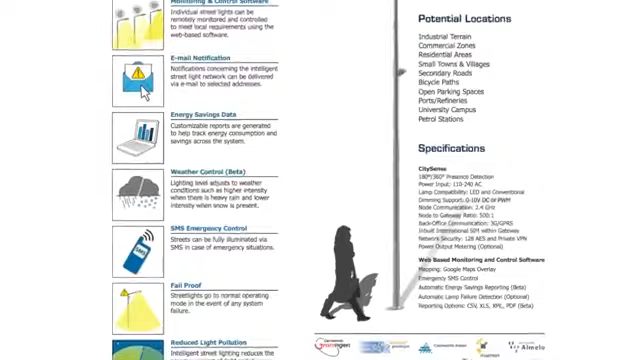 Monitoring & Control Software
Individual street lights can be
remotely monitored and controlled
to meet local requirements using the
web-based software.
E-mail Notification
Notifications concerning the intelligent
street light network can be delivered
via e-mail to selected addresses.
Energy Savings Data
Customizable reports are generated
to help track energy consumption and
savings across the system.
Weather Control (Beta)
Lighting level adjusts to weather
conditions such as higher intensity
when there is heavy rain and lower
intensity when snow is present.
SMS Emergency Control
Streets can be fully illuminated via
SMS in case of emergency situations.
SMS
Fail Proof
Streetlights go to normal operating
mode in the event of any system
failure.
Reduced Light Pollution
Intelligent street lighting reduces the
Potential Locations
Industrial Terrain
Commercial Zones
Residential Areas
Small Towns & Villages
Secondary Roads
Bicycle Paths
Open Parking Spaces
Ports/Refineries
University Campus
Petrol Stations
Specifications
CitySense
180°/360° Presence Detection
Power Input: 110-240 AC
Lamp Compatibility: LED and Conventional
Dimming Support: 0-10V DC or PWM
Node Communication: 2.4 GHz
Node to Gateway Ratio: 500:1
Back-Office Communication: 3G/GPRS
Inbuilt International SIM within Gateway
Network Security: 128 AES and Private VPN
Power Output Metering (Optional)
Web Based Monitoring and Control Software
Mapping: Google Maps Overlay
Emergency SMS Control
Automatic Energy Savings Reporting (Beta)
Automatic Lamp Failure Detection (Optional)
Reporting Options: CSV, XLS, XML, PDF (Beta)
Groningen
Almelo